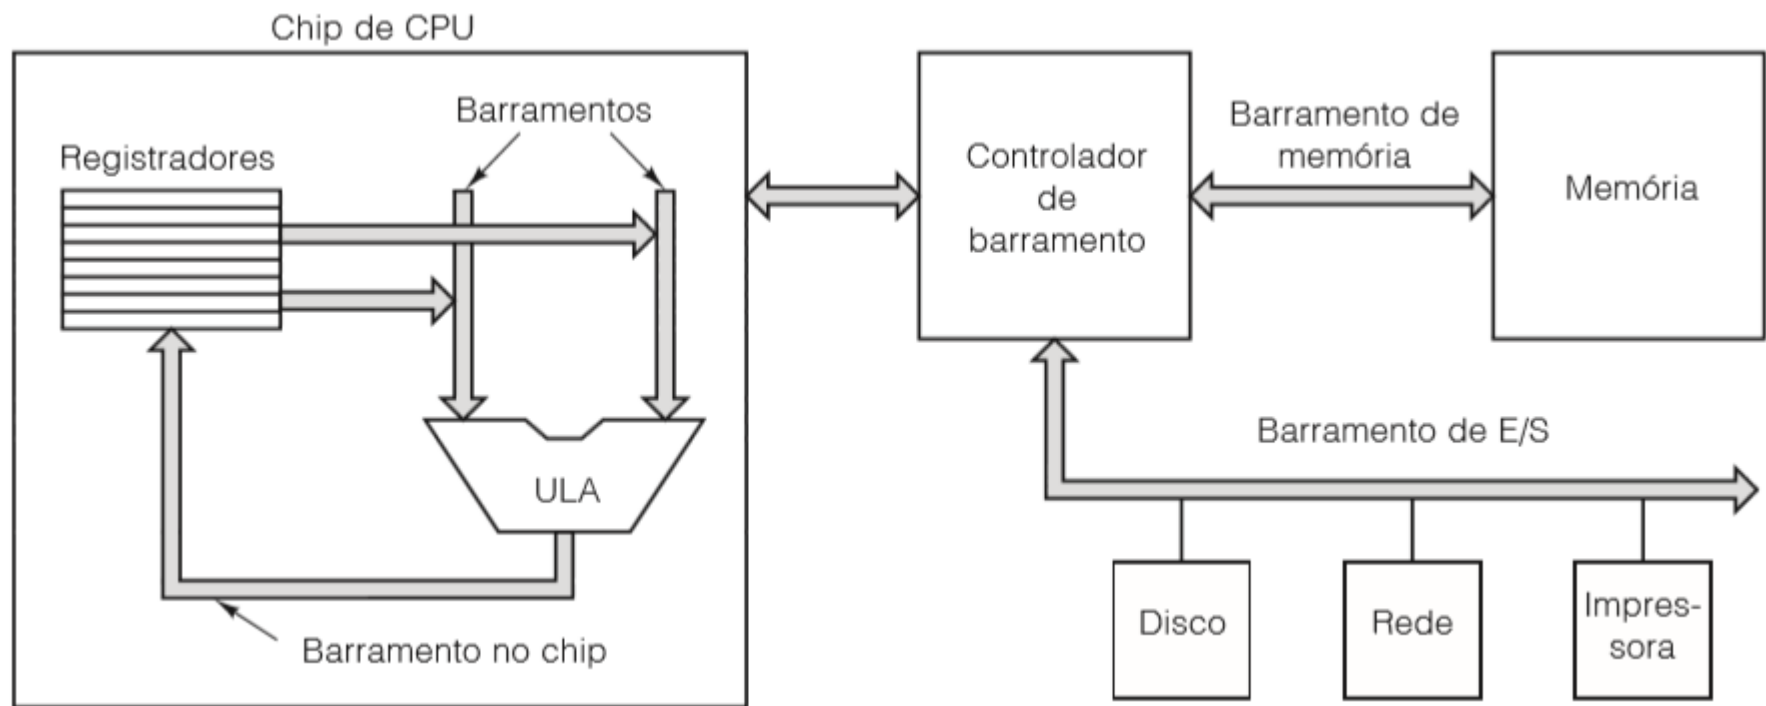 Chip de CPU
Barramentos
Registradores
ULA
Barramento no chip
Controlador
de
barramento
Barramento de
memória
Memória
Barramento de E/S
Disco
Rede
Impres-
sora